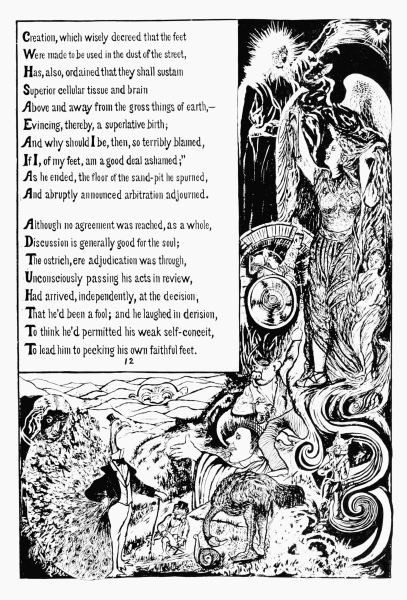 Creation, which wisely decreed that the feet
Were made to be used in the dust of the street,
Has, also, ordained that they shall sustain
Superior cellular tissue and brain
Above and away from the gross things of earth,—
Evincing, thereby, a superlative birth;
And why should I be, then, so terribly blamed,
If I, of my feet, am a good deal ashamed;"
As he ended, the floor of the sand-pit he spurned,
And abruptly announced arbitration adjourned.
Although no agreement was reached, as a whole,
Discussion is generally good for the soul;
The ostrich, ere adjudication was through,
Unconsciously passing his acts in review,
Had arrived, independently, at the decision,
That he'd been a fool; and he laughed in derision,
To think he'd permitted his weak self-conceit,
To lead him to pecking his own faithful feet.
12